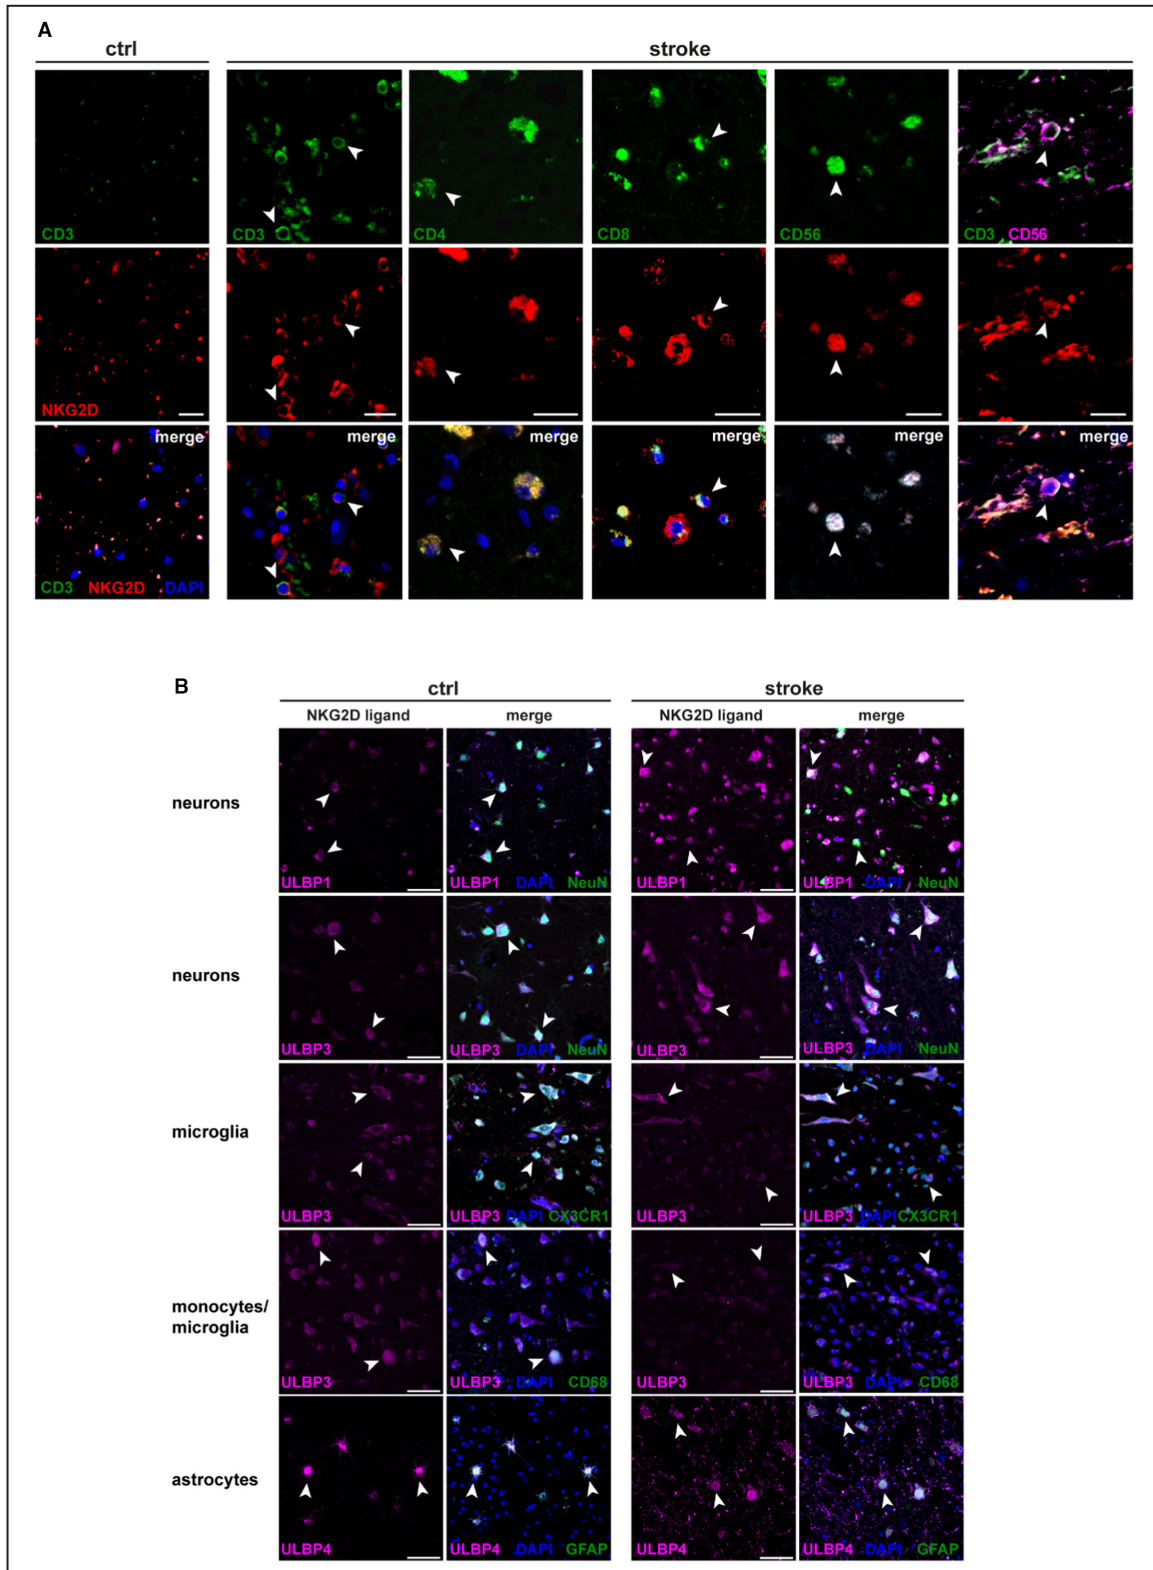 A
ctrl stroke
CD3 CD3 CD4 CD8 CD56 CD3 CD56
NKG2D
merge merge merge merge merge merge
CD3 NKG2D DAPI
B
ctrl stroke
NKG2D ligand merge NKG2D ligand merge
neurons
ULBP1 ULBP1 DAPI NeuN ULBP1 ULBP1 DAPI NeuN
neurons
ULBP3 ULBP3 DAPI NeuN ULBP3 ULBP3 DAPI NeuN
microglia
ULBP3 ULBP3 DAPI CX3CR1 ULBP3 ULBP3 DAPI CX3CR1
monocytes/
microglia
ULBP3 ULBP3 DAPI CD68 ULBP3 ULBP3 DAPI CD68
astrocytes
ULBP4 ULBP4 DAPI GFAP ULBP4 ULBP4 DAPI GFAP